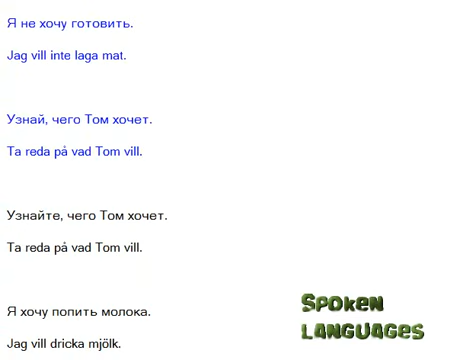 Я не хочу готовить.
Jag vill inte laga mat.
Узнай, чего Том хочет.
Ta reda på vad Tom vill.
Узнайте, чего Том хочет.
Ta reda på vad Tom vill.
Я хочу попить молока.
Jag vill dricka mjölk.
SPOKEN
LANGUAGES